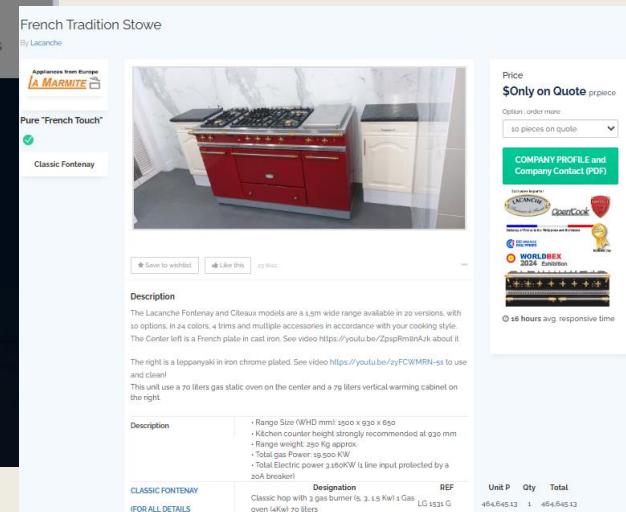 French Tradition Stowe
By Lacanche
Appliances from Europe
LA MARMITE
Pure "French Touch"
Classic Fontenay
Save to wishlist
Like this
Description
The Lacanche Fontenay and Citeaux models are a 1,5m wide range available in 20 versions, with
10 options, in 24 colors, 4 trims and multiple accessories in accordance with your cooking style.
The Center left is a French plate in cast iron. See video https://youtu.be/ZpspRm8nAzk about it
The right is a teppanyaki in iron chrome plated. See video https://youtu.be/2yFCWMRN-5s to use
and clean!
This unit use a 70 liters gas static oven on the center and a 79 liters vertical warming cabinet on
the right.
Description
• Range Size (WHD mm): 1500 x 930 x 650
• Kitchen counter height strongly recommended at 930 mm
• Range weight: 250 Kg approx.
• Total gas Power: 19.500 KW
• Total Electric power 3.160KW (1 line input protected by a
20A breaker)
CLASSIC FONTENAY
(FOR ALL DETAILS
Designation
REF
Classic hop with 3 gas burner (5, 3, 1.5 Kw) 1 Gas
oven (4Kw) 70 liters
LG 1531 G
Unit P Qty Total
464,645.13 1 464,645.13
Price
$Only on Quote pr.piece
Option : order more
10 pieces on quote
COMPANY PROFILE and
Company Contact (PDF)
LACANCHE
OpenCook
WORLDBEX
2024 Exhibition
16 hours avg. responsive time